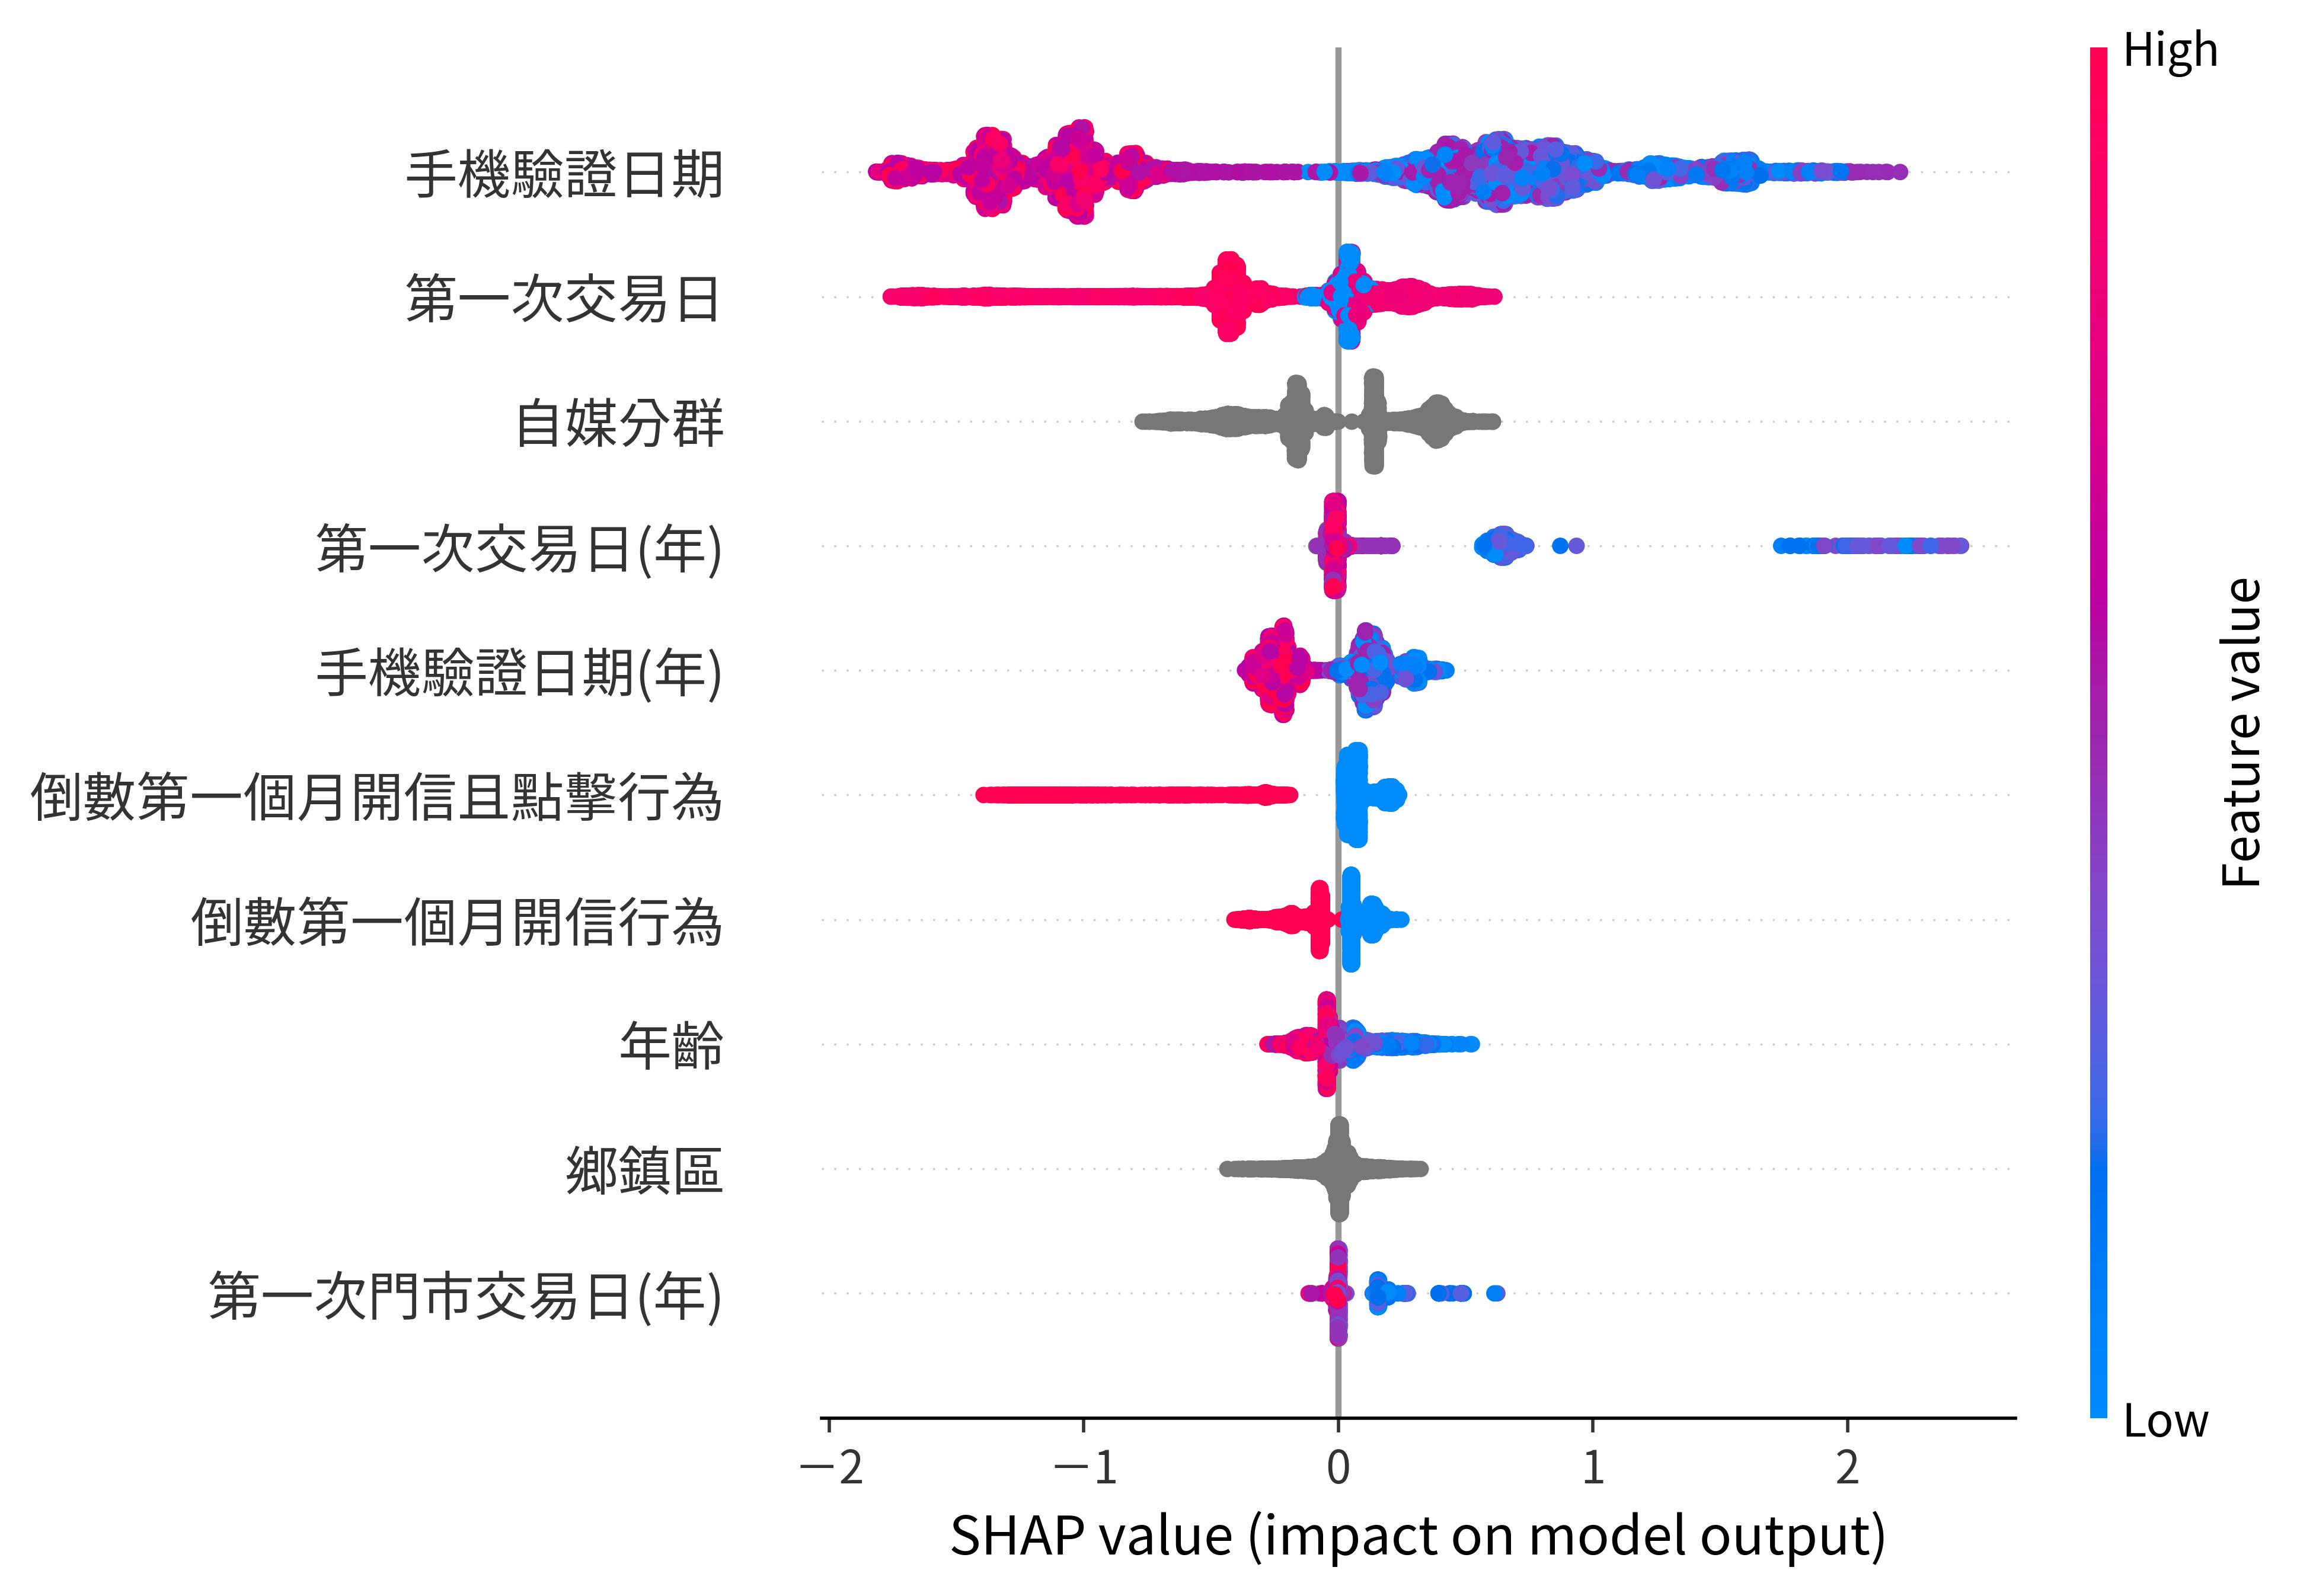 High
手機驗證日期
第一次交易日
自媒分群
第一次交易日(年)
手機驗證日期(年)
倒數第一個月開信且點擊行為
倒數第一個月開信行為
年齡
鄉鎮區
第一次門市交易日(年)
Feature value
Low
−2 −1 0 1 2
SHAP value (impact on model output)